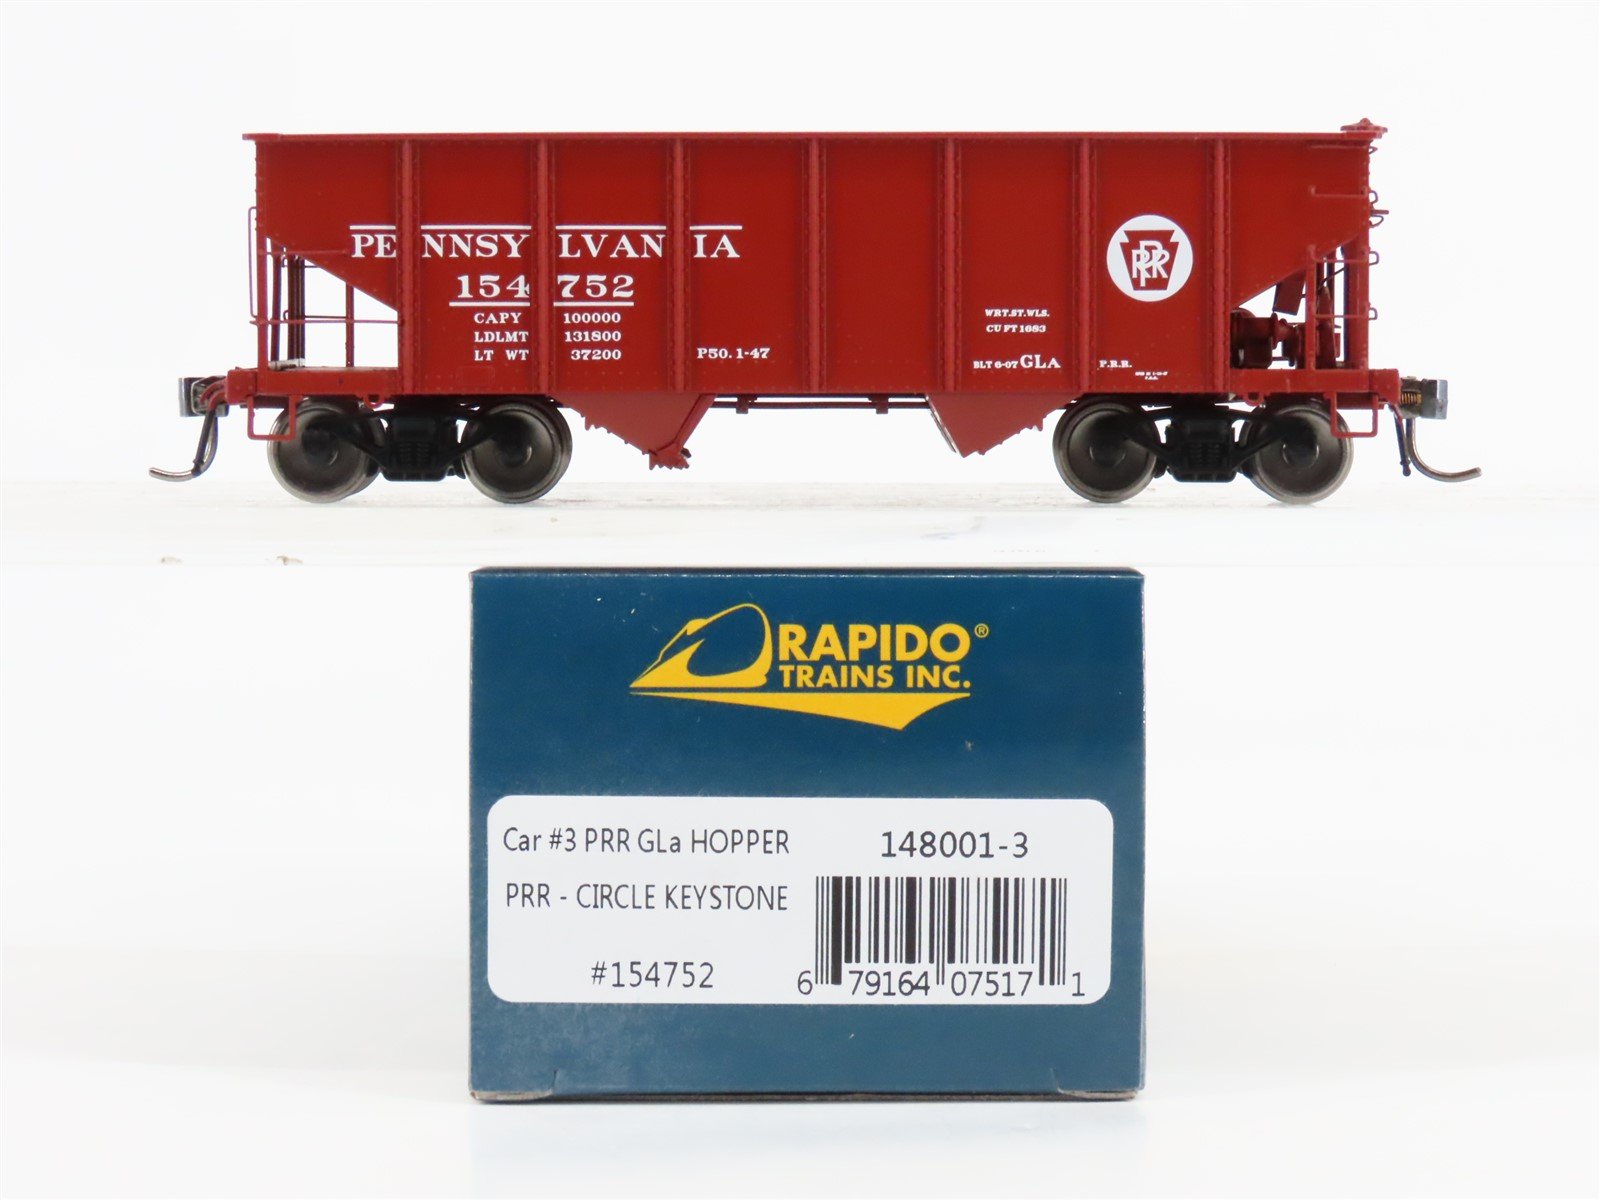 PENNSYLVANIA
154752
CAPY 100000
LDLMT 131800
LT WT 37200
P50.1-47
WRT.ST.WLS.
CU FT 1683
BLT 6-07 GLA
P.R.R.
PRR
RAPIDO®
TRAINS INC.
Car #3 PRR GLa HOPPER
148001-3
PRR - CIRCLE KEYSTONE
#154752
6 79164 07517 1